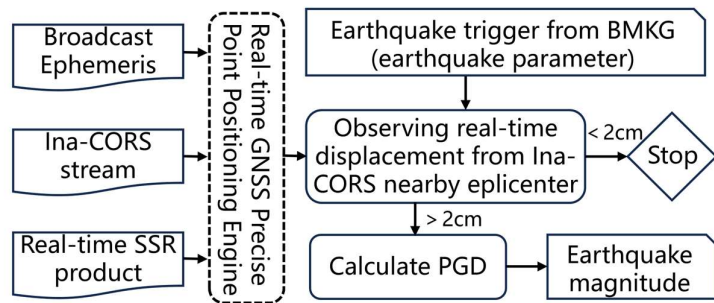 Broadcast
Ephemeris
Ina-CORS
stream
Real-time SSR
product
Real-time GNSS Precise
Point Positioning Engine
Earthquake trigger from BMKG
(earthquake parameter)
Observing real-time
displacement from Ina-
CORS nearby eplicenter
< 2cm
Stop
> 2cm
Calculate PGD
Earthquake
magnitude